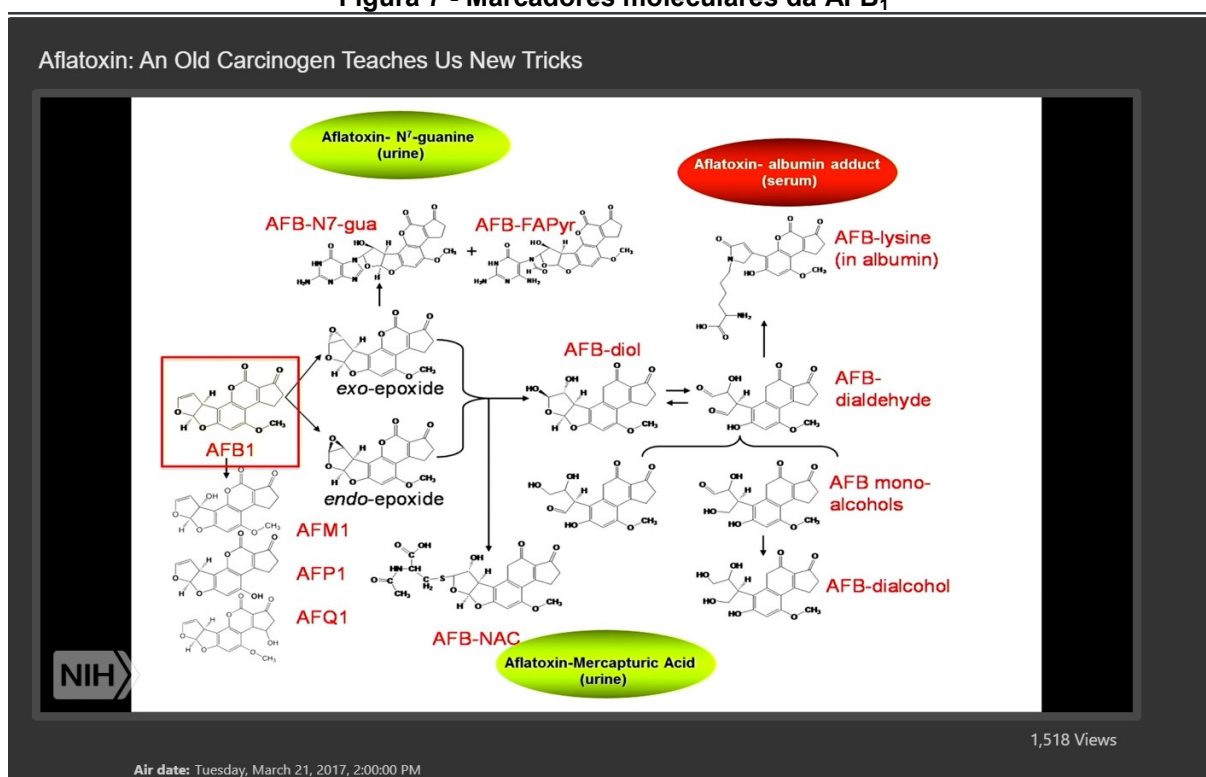 Figura 7 - Marcadores moleculares da AFB1
Aflatoxin: An Old Carcinogen Teaches Us New Tricks
Aflatoxin- N7-guanine
(urine)
Aflatoxin- albumin adduct
(serum)
AFB-N7-gua
+
AFB-FAPyr
AFB-lysine
(in albumin)
exo-epoxide
AFB-diol
AFB-
dialdehyde
AFB1
endo-epoxide
AFB mono-
alcohols
AFM1
AFP1
AFQ1
AFB-NAC
AFB-dialcohol
Aflatoxin-Mercapturic Acid
(urine)
NIH
1,518 Views
Air date: Tuesday, March 21, 2017, 2:00:00 PM